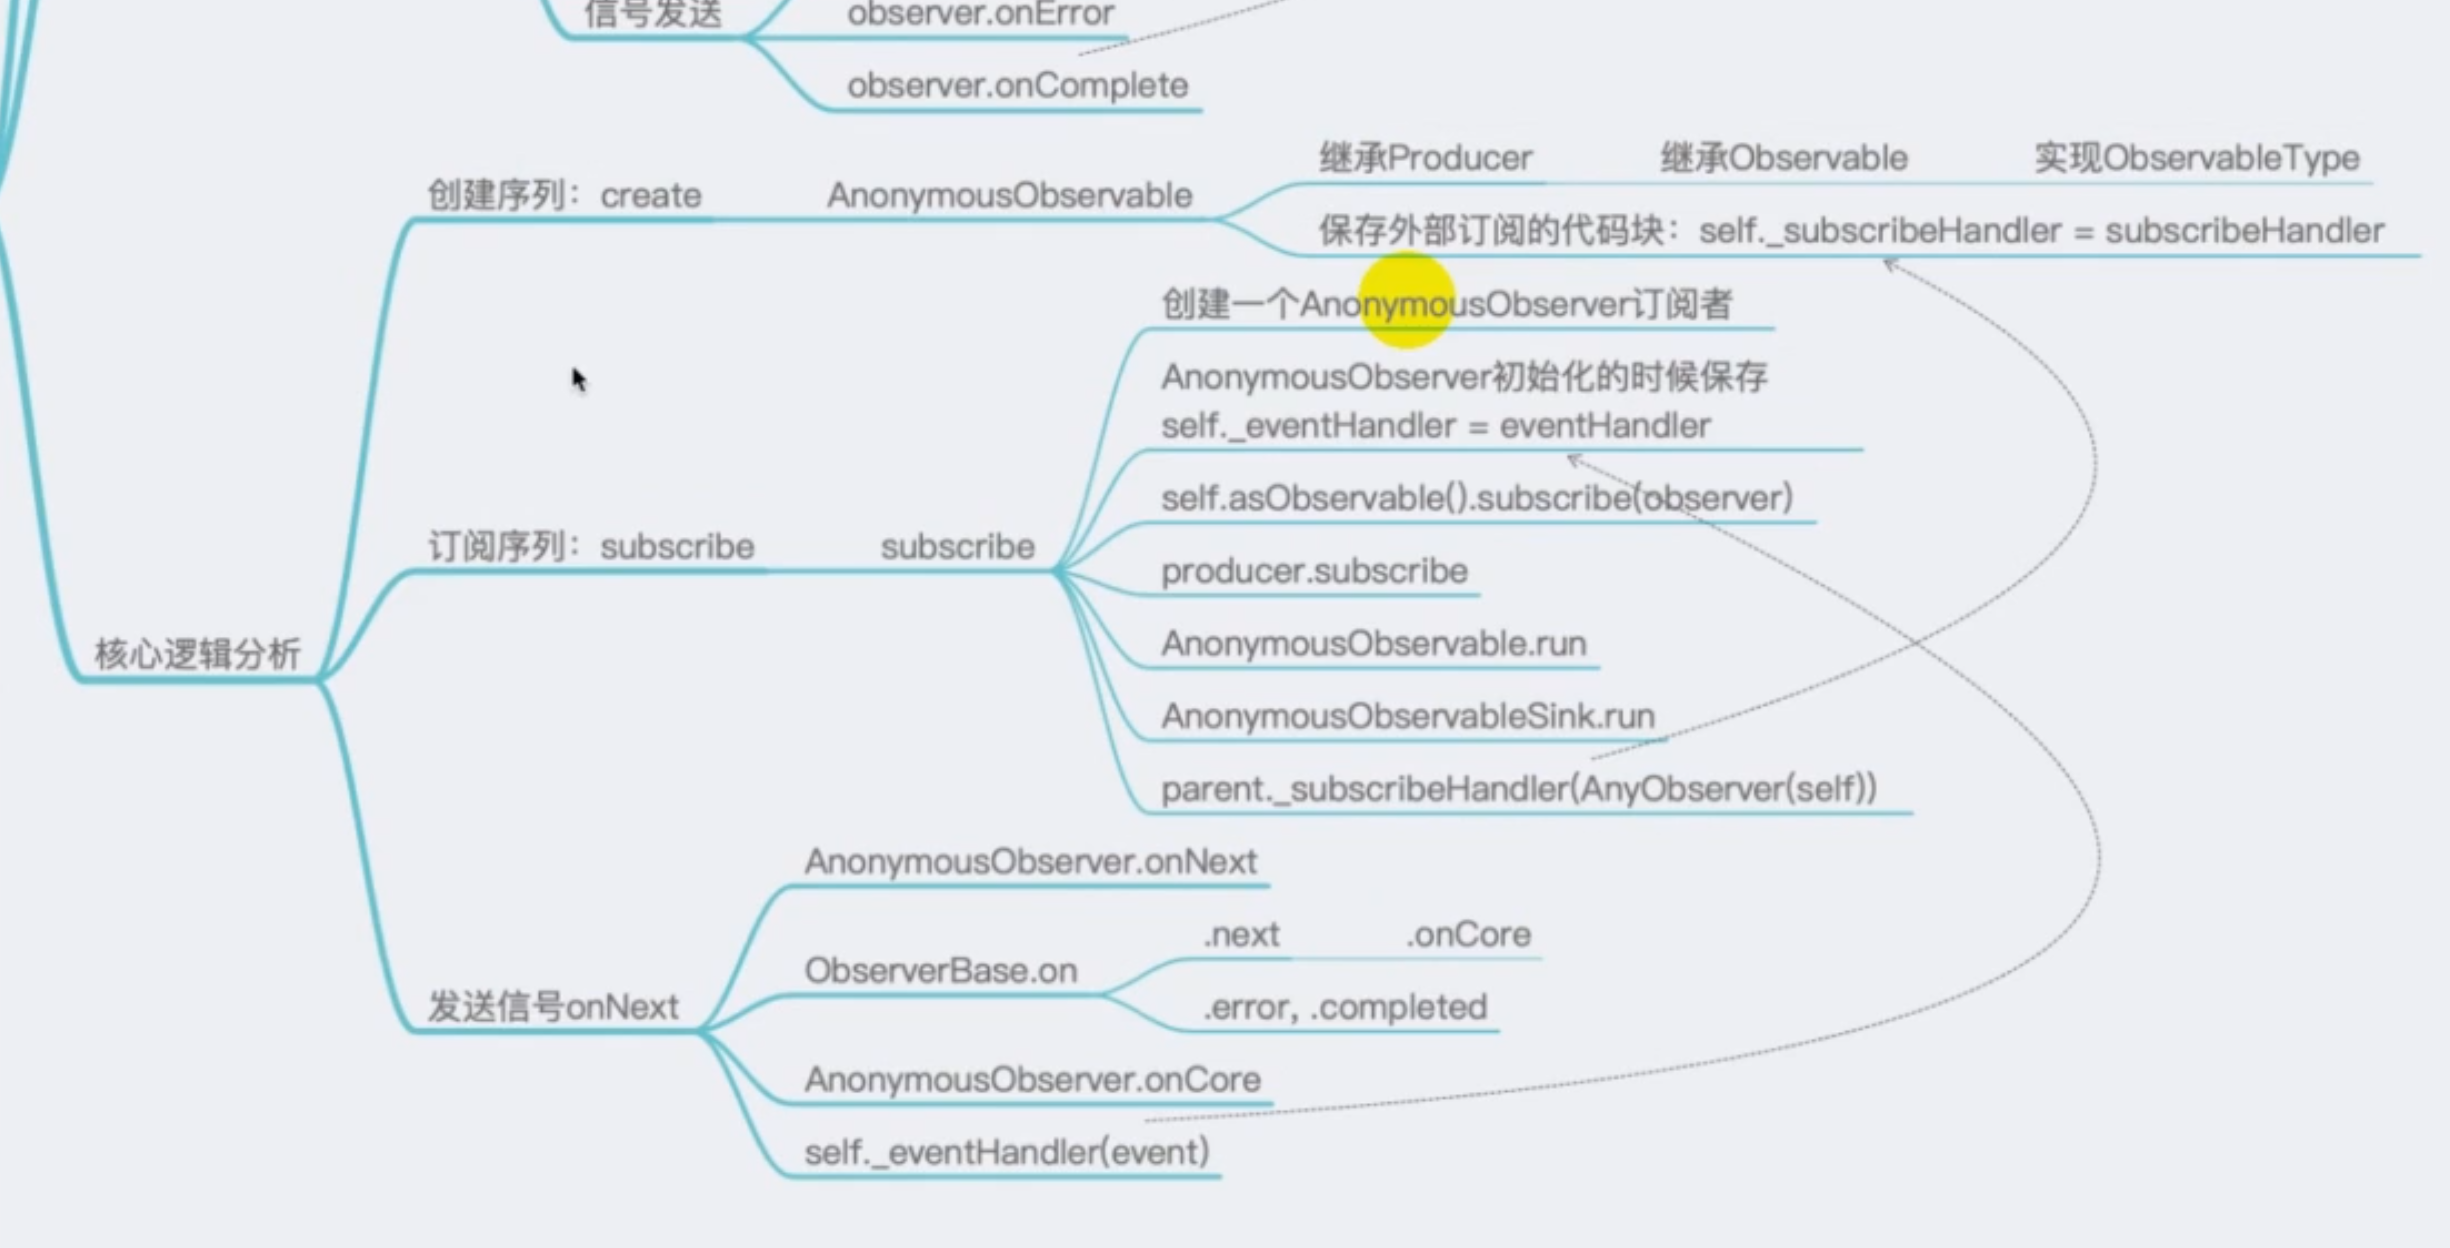 信号发送
observer.onError
observer.onComplete
创建序列：create
AnonymousObservable
继承Producer
继承Observable
实现ObservableType
保存外部订阅的代码块：self._subscribeHandler = subscribeHandler
创建一个AnonymousObserver订阅者
AnonymousObserver初始化的时候保存
self._eventHandler = eventHandler
self.asObservable().subscribe(observer)
订阅序列：subscribe
subscribe
producer.subscribe
AnonymousObservable.run
核心逻辑分析
AnonymousObservableSink.run
parent._subscribeHandler(AnyObserver(self))
AnonymousObserver.onNext
ObserverBase.on
.next
.onCore
.error, .completed
发送信号onNext
AnonymousObserver.onCore
self._eventHandler(event)